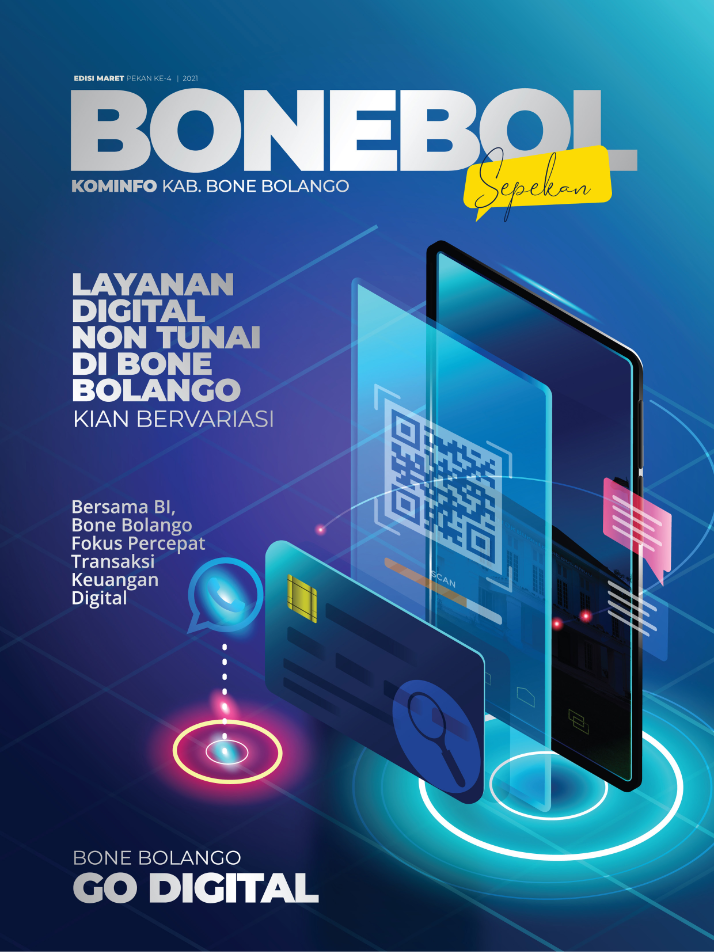 EDISI MARET PEKAN KE-4 | 2021
BONEBOL
KOMINFO KAB. BONE BOLANGO
Sepekan
LAYANAN
DIGITAL
NON TUNAI
DI BONE
BOLANGO
KIAN BERVARIASI
Bersama BI,
Bone Bolango
Fokus Percepat
Transaksi
Keuangan
Digital
SCAN
BONE BOLANGO
GO DIGITAL